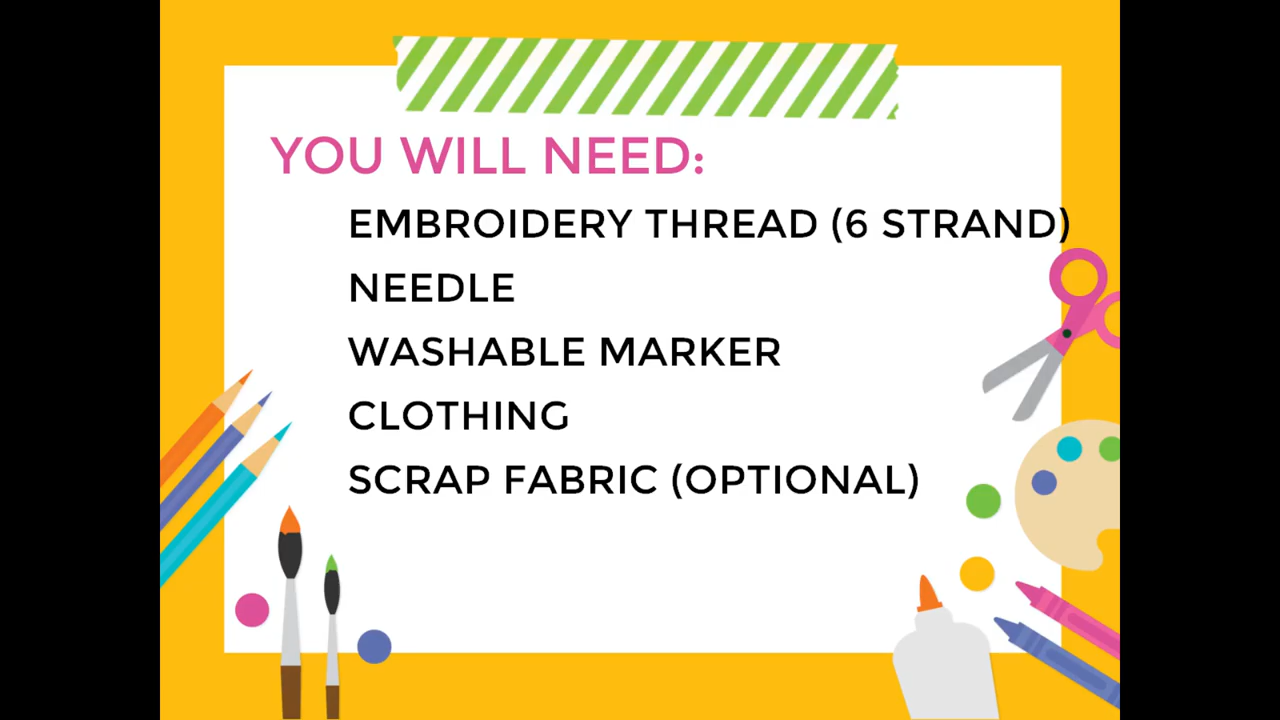 YOU WILL NEED:
EMBROIDERY THREAD (6 STRAND)
NEEDLE
WASHABLE MARKER
CLOTHING
SCRAP FABRIC (OPTIONAL)